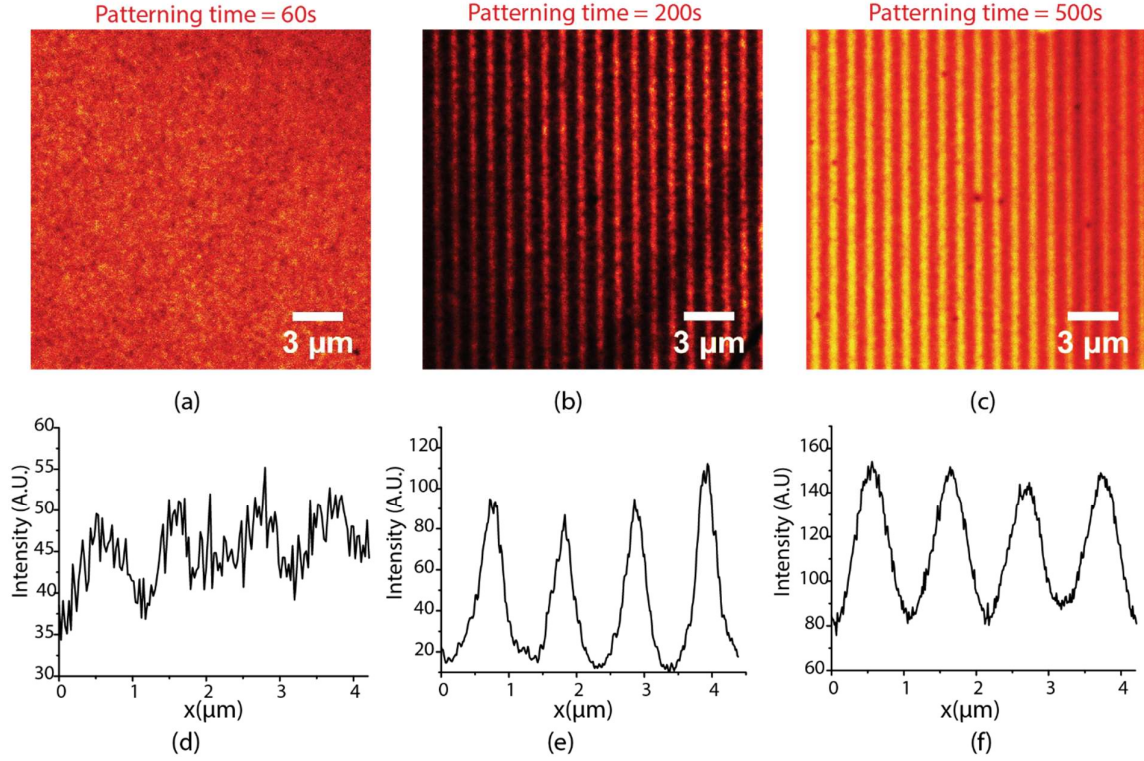 Patterning time = 60s
Patterning time = 200s
Patterning time = 500s
3 μm
3 μm
3 μm
(a)
(b)
(c)
60
55
50
45
40
35
30
Intensity (A.U.)
0 1 2 3 4
x(μm)
(d)
120
100
80
60
40
20
Intensity (A.U.)
0 1 2 3 4
x(μm)
(e)
160
140
120
100
80
60
Intensity (A.U.)
0 1 2 3 4
x(μm)
(f)